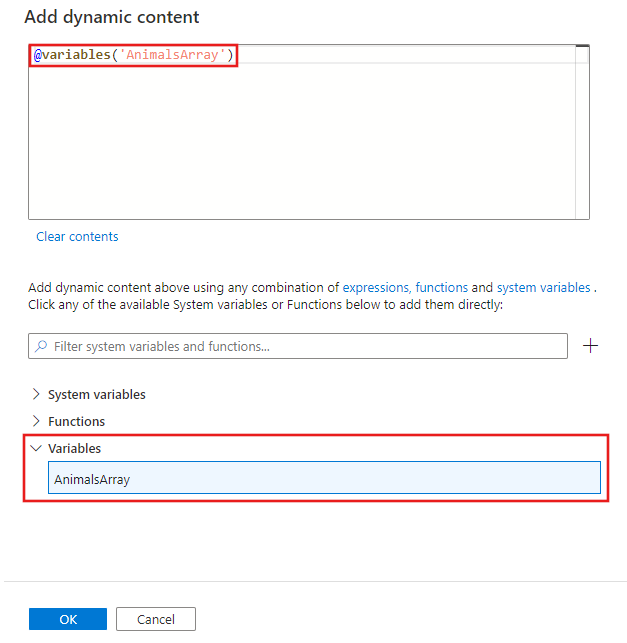 Add dynamic content
@variables('AnimalsArray')
Clear contents
Add dynamic content above using any combination of expressions, functions and system variables .
Click any of the available System variables or Functions below to add them directly:
Filter system variables and functions...
System variables
Functions
Variables
AnimalsArray
OK
Cancel